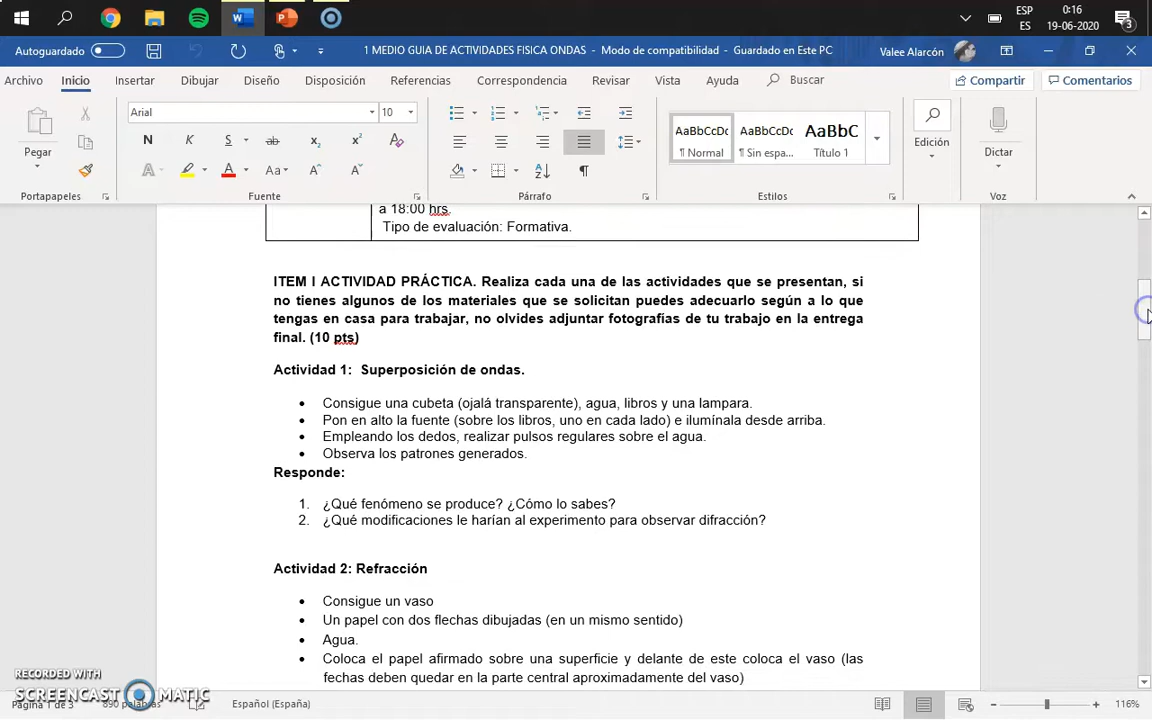 ESP
ES
0:16
19-06-2020
3
Autoguardado
1 MEDIO GUIA DE ACTIVIDADES FISICA ONDAS - Modo de compatibilidad - Guardado en Este PC
Valee Alarcón
Archivo Inicio Insertar Dibujar Diseño Disposición Referencias Correspondencia Revisar Vista Ayuda Buscar Compartir Comentarios
Pegar
Arial 10
N K S ab x₂ x²
Aa
AaBbCcDc AaBbCcDc AaBbC
¶ Normal ¶ Sin espa... Título 1
Edición
Dictar
Portapapeles Fuente Párrafo Estilos Voz
a 18:00 hrs.
Tipo de evaluación: Formativa.
ITEM I ACTIVIDAD PRÁCTICA. Realiza cada una de las actividades que se presentan, si
no tienes algunos de los materiales que se solicitan puedes adecuarlo según a lo que
tengas en casa para trabajar, no olvides adjuntar fotografías de tu trabajo en la entrega
final. (10 pts)
Actividad 1: Superposición de ondas.
• Consigue una cubeta (ojalá transparente), agua, libros y una lampara.
• Pon en alto la fuente (sobre los libros, uno en cada lado) e ilumínala desde arriba.
• Empleando los dedos, realizar pulsos regulares sobre el agua.
• Observa los patrones generados.
Responde:
1. ¿Qué fenómeno se produce? ¿Cómo lo sabes?
2. ¿Qué modificaciones le harían al experimento para observar difracción?
Actividad 2: Refracción
• Consigue un vaso
• Un papel con dos flechas dibujadas (en un mismo sentido)
• Agua.
• Coloca el papel afirmado sobre una superficie y delante de este coloca el vaso (las
fechas deben quedar en la parte central aproximadamente del vaso)
RECORDED WITH
SCREENCAST MATIC
Página 1 de 3 890 palabras Español (España) 116%